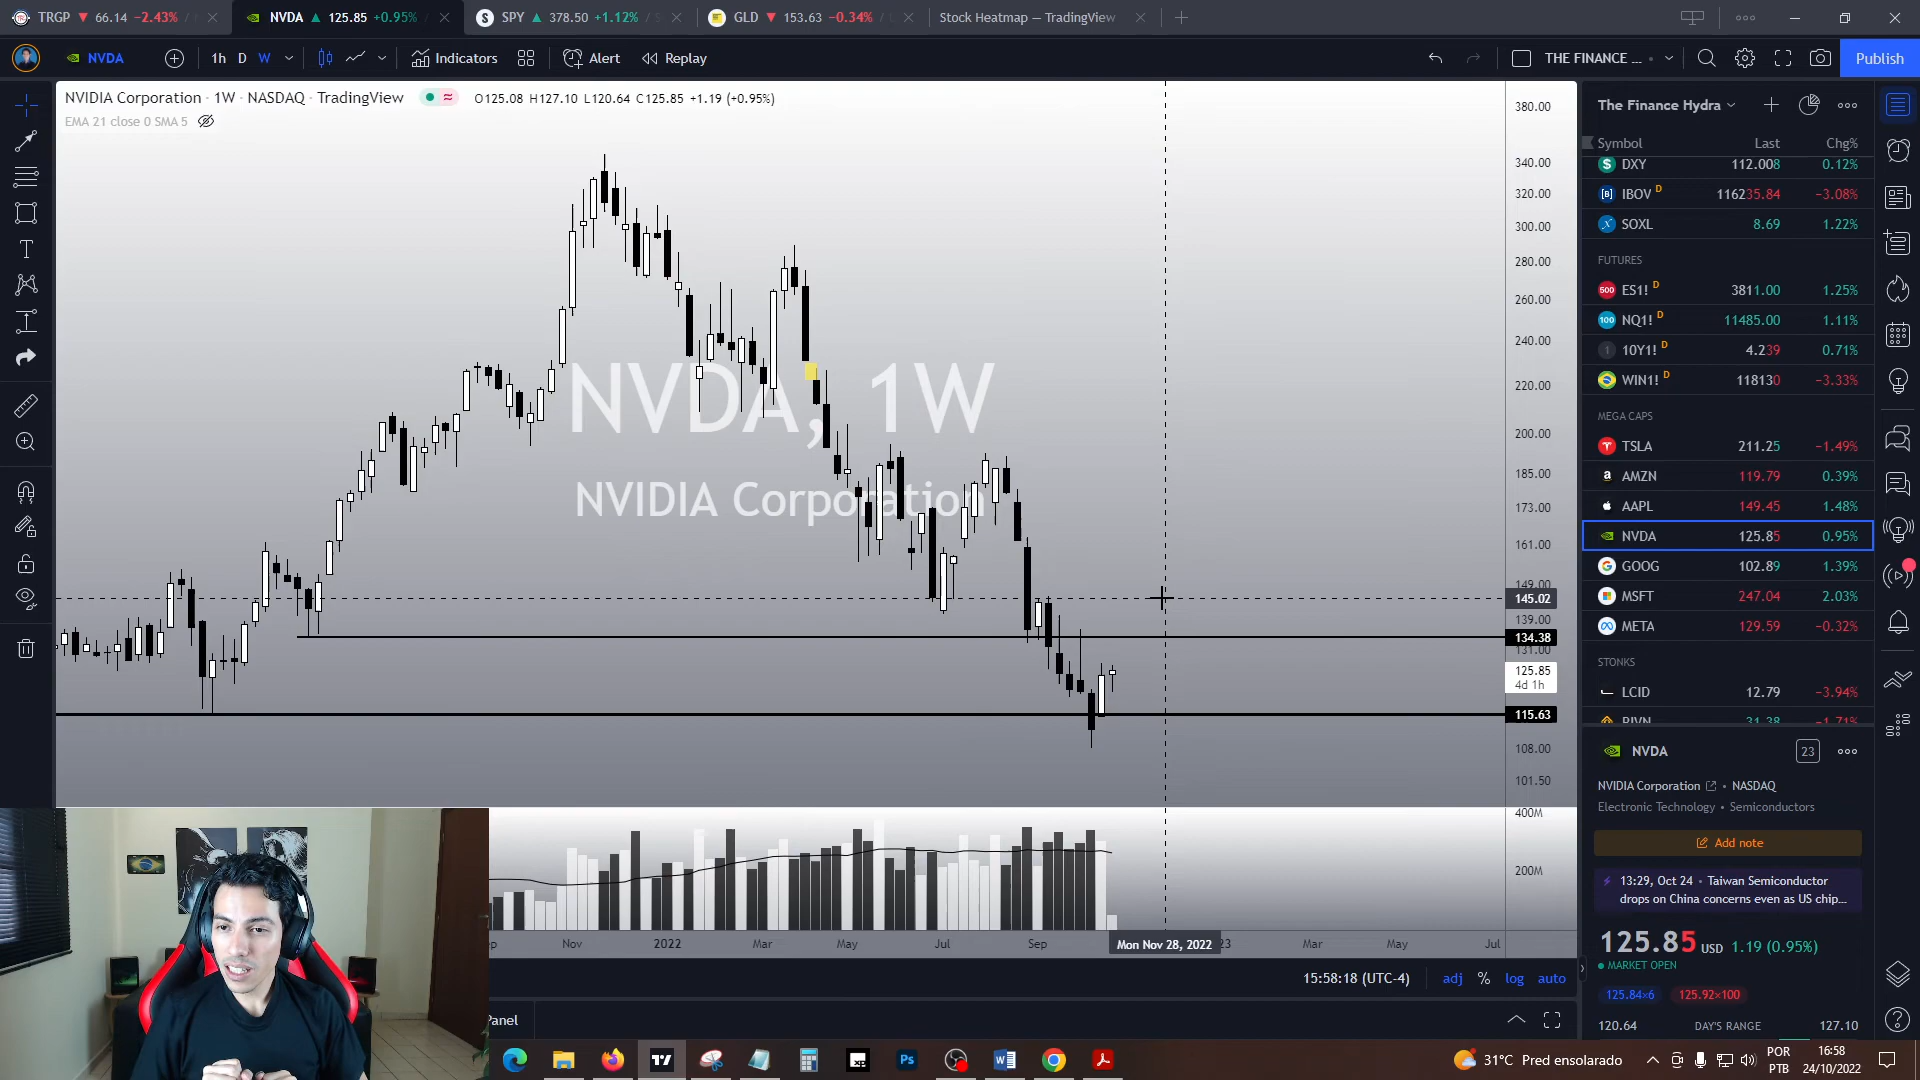 TRGP ▼ 66.14 −2.43%
NVDA ▲ 125.85 +0.95%
SPY ▲ 378.50 +1.12%
GLD ▼ 153.63 −0.34%
Stock Heatmap — TradingView
NVDA 1h D W Indicators Alert Replay THE FINANCE ... Publish
NVIDIA Corporation · 1W · NASDAQ · TradingView O125.08 H127.10 L120.64 C125.85 +1.19 (+0.95%)
EMA 21 close 0 SMA 5
NVDA, 1W
NVIDIA Corporation
380.00
340.00
320.00
300.00
280.00
260.00
240.00
220.00
200.00
185.00
173.00
161.00
149.00
145.02
139.00
134.38
131.00
125.85
4d 1h
115.63
108.00
101.50
400M
200M
Nov 2022 Mar May Jul Sep Mon Nov 28, 2022 23 Mar May Jul
15:58:18 (UTC-4) adj % log auto
Panel
The Finance Hydra
Symbol Last Chg%
DXY 112.008 0.12%
IBOV D 116235.84 −3.08%
SOXL 8.69 1.22%
FUTURES
ES1! D 3811.00 1.25%
NQ1! D 11485.00 1.11%
10Y1! D 4.239 0.71%
WIN1! D 118130 −3.33%
MEGA CAPS
TSLA 211.25 −1.49%
AMZN 119.79 0.39%
AAPL 149.45 1.48%
NVDA 125.85 0.95%
GOOG 102.89 1.39%
MSFT 247.04 2.03%
META 129.59 −0.32%
STONKS
LCID 12.79 −3.94%
RIVN 31.38 −1.71%
NVDA 23
NVIDIA Corporation • NASDAQ
Electronic Technology • Semiconductors
Add note
13:29, Oct 24 • Taiwan Semiconductor
drops on China concerns even as US chip...
125.85 USD 1.19 (0.95%)
MARKET OPEN
125.84×6 125.92×100
120.64 DAY'S RANGE 127.10
31°C Pred ensolarado
POR
PTB
16:58
24/10/2022